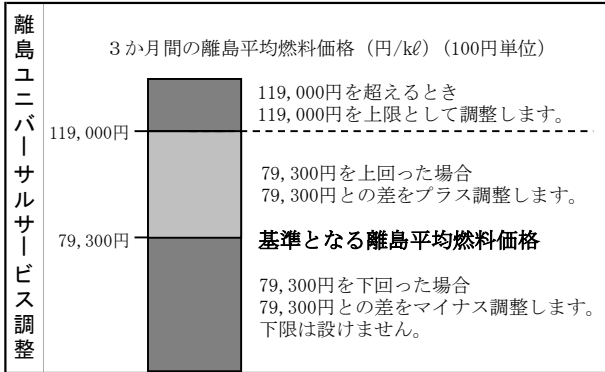 離島ユニバーサルサービス調整
３か月間の離島平均燃料価格（円/kℓ）（100円単位）
119,000円を超えるとき
119,000円を上限として調整します。
119,000円
79,300円を上回った場合
79,300円との差をプラス調整します。
79,300円
基準となる離島平均燃料価格
79,300円を下回った場合
79,300円との差をマイナス調整します。
下限は設けません。